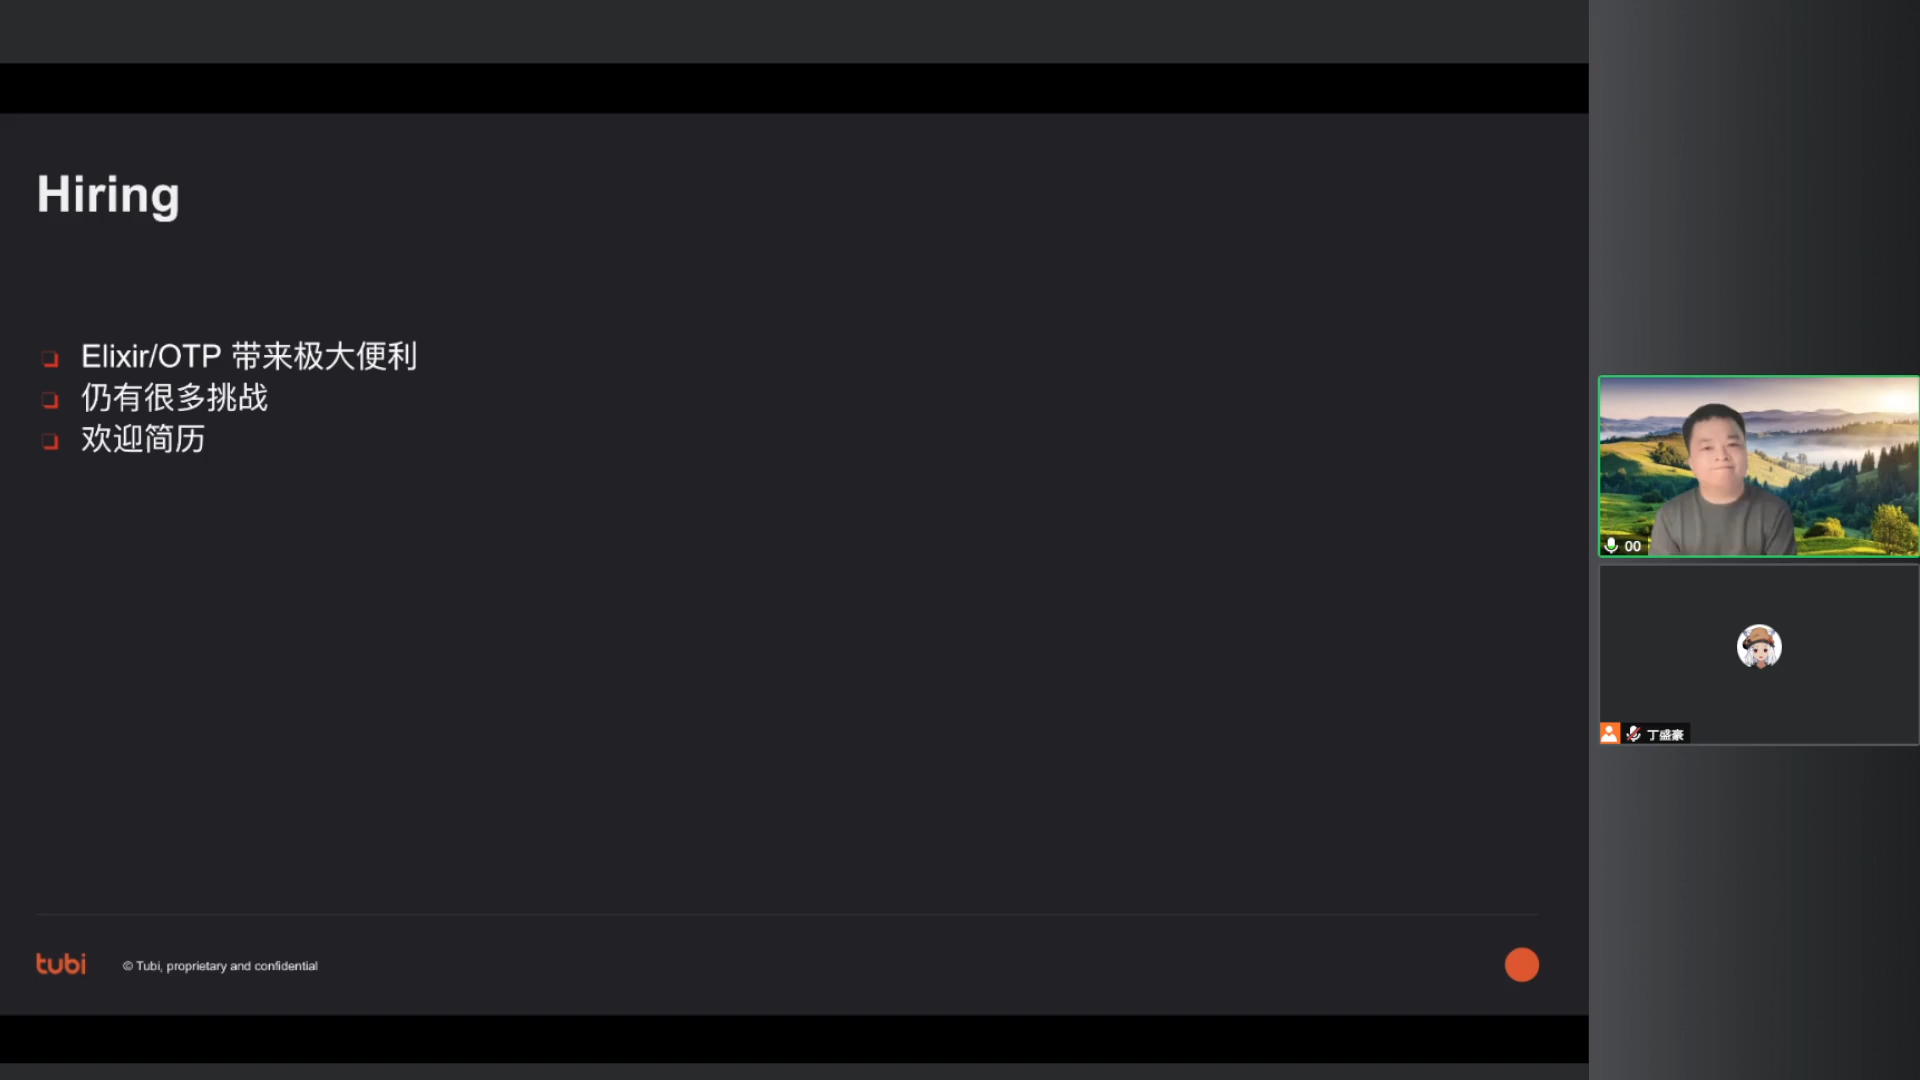 Hiring
Elixir/OTP 带来极大便利
仍有很多挑战
欢迎简历
tubi
© Tubi, proprietary and confidential
00
丁盛豪